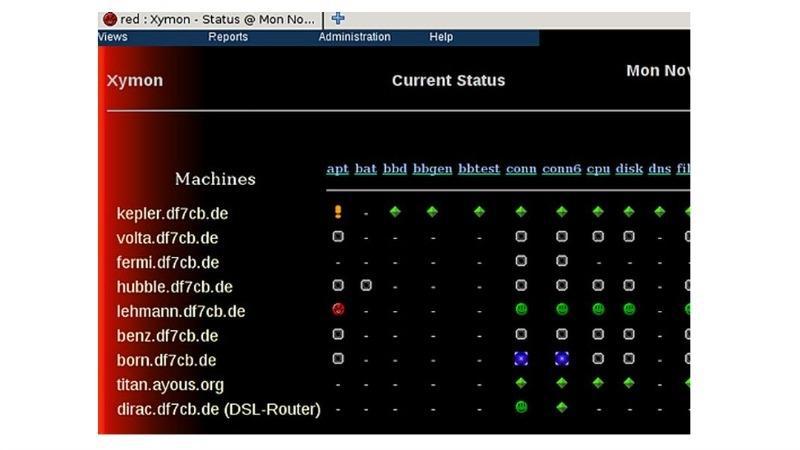 red : Xymon - Status @ Mon No...
Views Reports Administration Help
Xymon Current Status Mon Nov
Machines apt bat bbd bbgen bbtest conn conn6 cpu disk dns fil
kepler.df7cb.de
volta.df7cb.de
fermi.df7cb.de
hubble.df7cb.de
lehmann.df7cb.de
benz.df7cb.de
born.df7cb.de
titan.ayous.org
dirac.df7cb.de (DSL-Router)